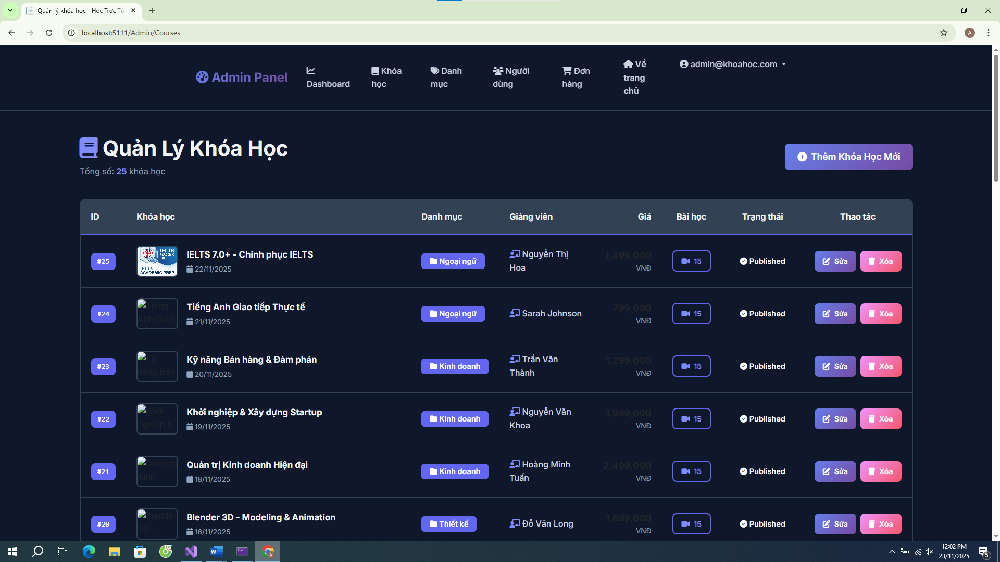 Quản lý khóa học - Học Trực Tu
localhost:5111/Admin/Courses
A
Admin Panel
Dashboard
Khóa học
Danh mục
Người dùng
Đơn hàng
Về trang chủ
admin@khoahoc.com
Quản Lý Khóa Học
Tổng số: 25 khóa học
Thêm Khóa Học Mới
ID Khóa học Danh mục Giảng viên Giá Bài học Trạng thái Thao tác
#25
IELTS ACADEMIC PREP
IELTS
ACADEMIC PREP
IELTS 7.0+ - Chinh phục IELTS
22/11/2025
Ngoại ngữ
Nguyễn Thị
Hoa
1,499,000
VNĐ
15
Published
Sửa
Xóa
#24
Tiếng
Anh Giao
Tiếng Anh Giao tiếp Thực tế
21/11/2025
Ngoại ngữ
Sarah Johnson
799,000
VNĐ
15
Published
Sửa
Xóa
#23
Kỹ
năng Bán
Kỹ năng Bán hàng & Đàm phán
20/11/2025
Kinh doanh
Trần Văn
Thành
1,299,000
VNĐ
15
Published
Sửa
Xóa
#22
Khởi
nghiệp &
Khởi nghiệp & Xây dựng Startup
19/11/2025
Kinh doanh
Nguyễn Văn
Khoa
1,999,000
VNĐ
15
Published
Sửa
Xóa
#21
Quản trị
Kinh
Quản trị Kinh doanh Hiện đại
18/11/2025
Kinh doanh
Hoàng Minh
Tuấn
2,499,000
VNĐ
15
Published
Sửa
Xóa
#20
Blender
3D -
Blender 3D - Modeling & Animation
16/11/2025
Thiết kế
Đỗ Văn Long
1,699,000
VNĐ
15
Published
Sửa
Xóa
12:02 PM
23/11/2025
5